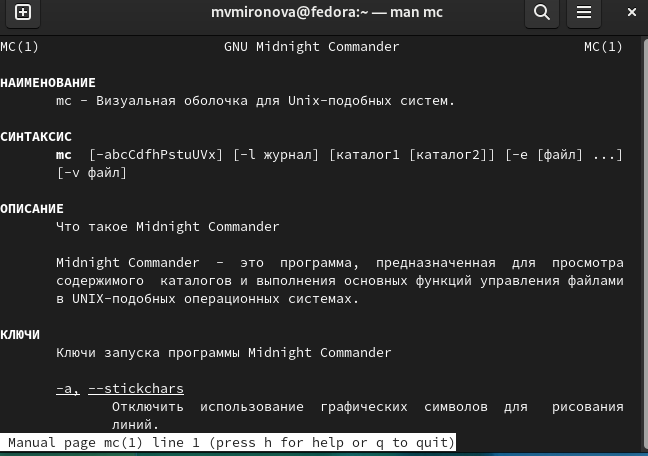 mvmironova@fedora:~ — man mc
MC(1) GNU Midnight Commander MC(1)
НАИМЕНОВАНИЕ
mc – Визуальная оболочка для Unix-подобных систем.
СИНТАКСИС
mc [-abcCdfhPstuUVx] [-l журнал] [каталог1 [каталог2]] [-e [файл] ...]
[-v файл]
ОПИСАНИЕ
Что такое Midnight Commander
Midnight Commander – это программа, предназначенная для просмотра
содержимого каталогов и выполнения основных функций управления файлами
в UNIX-подобных операционных системах.
КЛЮЧИ
Ключи запуска программы Midnight Commander
-a, --stickchars
Отключить использование графических символов для рисования
линий.
Manual page mc(1) line 1 (press h for help or q to quit)